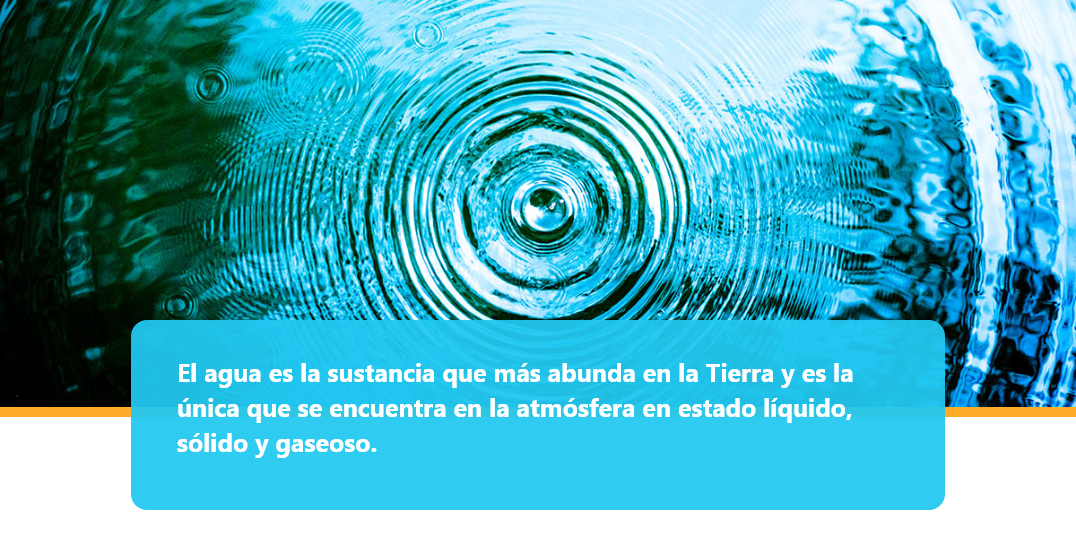 El agua es la sustancia que más abunda en la Tierra y es la
única que se encuentra en la atmósfera en estado líquido,
sólido y gaseoso.